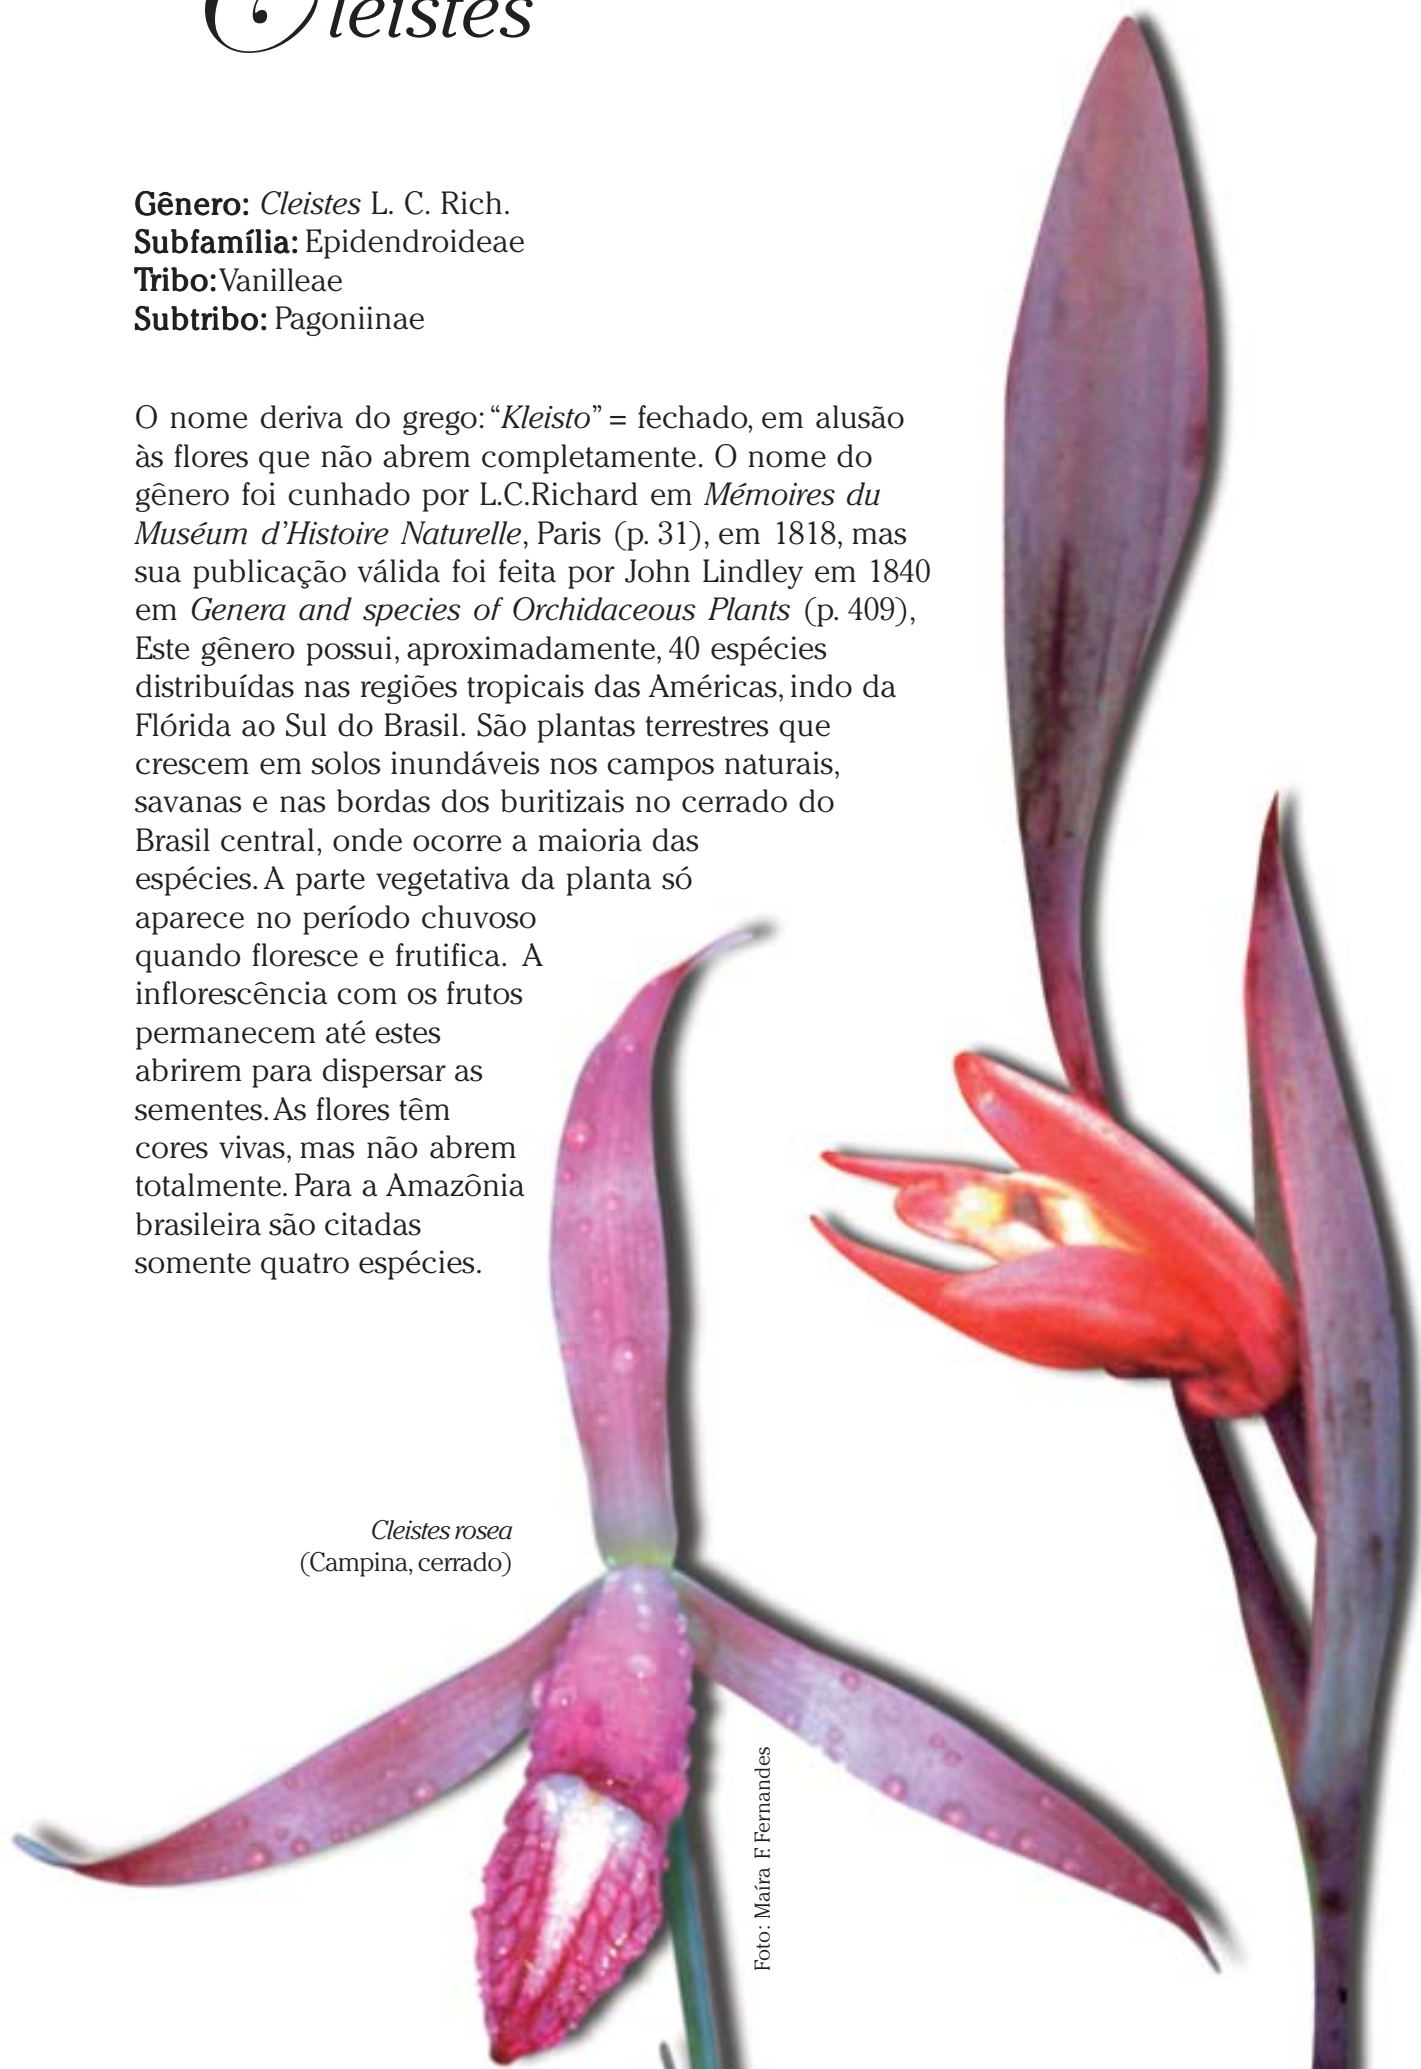 Cleistes
Gênero: Cleistes L. C. Rich.
Subfamília: Epidendroideae
Tribo: Vanilleae
Subtribo: Pagoniinae
O nome deriva do grego: “Kleisto” = fechado, em alusão
às flores que não abrem completamente. O nome do
gênero foi cunhado por L.C.Richard em Mémoires du
Muséum d’Histoire Naturelle, Paris (p. 31), em 1818, mas
sua publicação válida foi feita por John Lindley em 1840
em Genera and species of Orchidaceous Plants (p. 409),
Este gênero possui, aproximadamente, 40 espécies
distribuídas nas regiões tropicais das Américas, indo da
Flórida ao Sul do Brasil. São plantas terrestres que
crescem em solos inundáveis nos campos naturais,
savanas e nas bordas dos buritizais no cerrado do
Brasil central, onde ocorre a maioria das
espécies. A parte vegetativa da planta só
aparece no período chuvoso
quando floresce e frutifica. A
inflorescência com os frutos
permanecem até estes
abrirem para dispersar as
sementes. As flores têm
cores vivas, mas não abrem
totalmente. Para a Amazônia
brasileira são citadas
somente quatro espécies.
Cleistes rosea
(Campina, cerrado)
Foto: Maíra F. Fernandes